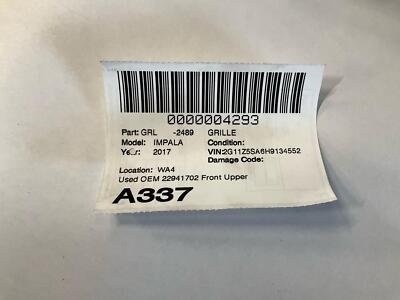 0000004293
Part: GRL -2489 GRILLE
Model: IMPALA Condition:
Year: 2017 VIN:2G11Z5SA6H9134552
Damage Code:
Location: WA4
Used OEM 22941702 Front Upper
A337